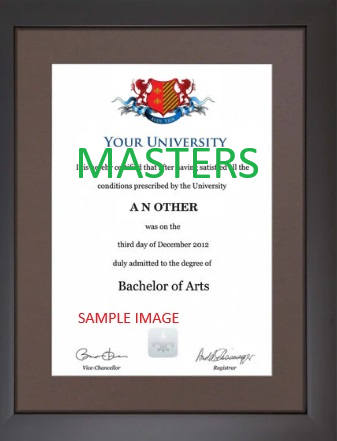 YOUR UNIVERSITY
MASTERS
It is hereby certified that after having satisfied all the
conditions prescribed by the University
A N OTHER
was on the
third day of December 2012
duly admitted to the degree of
Bachelor of Arts
SAMPLE IMAGE
Vice-Chancellor
Registrar